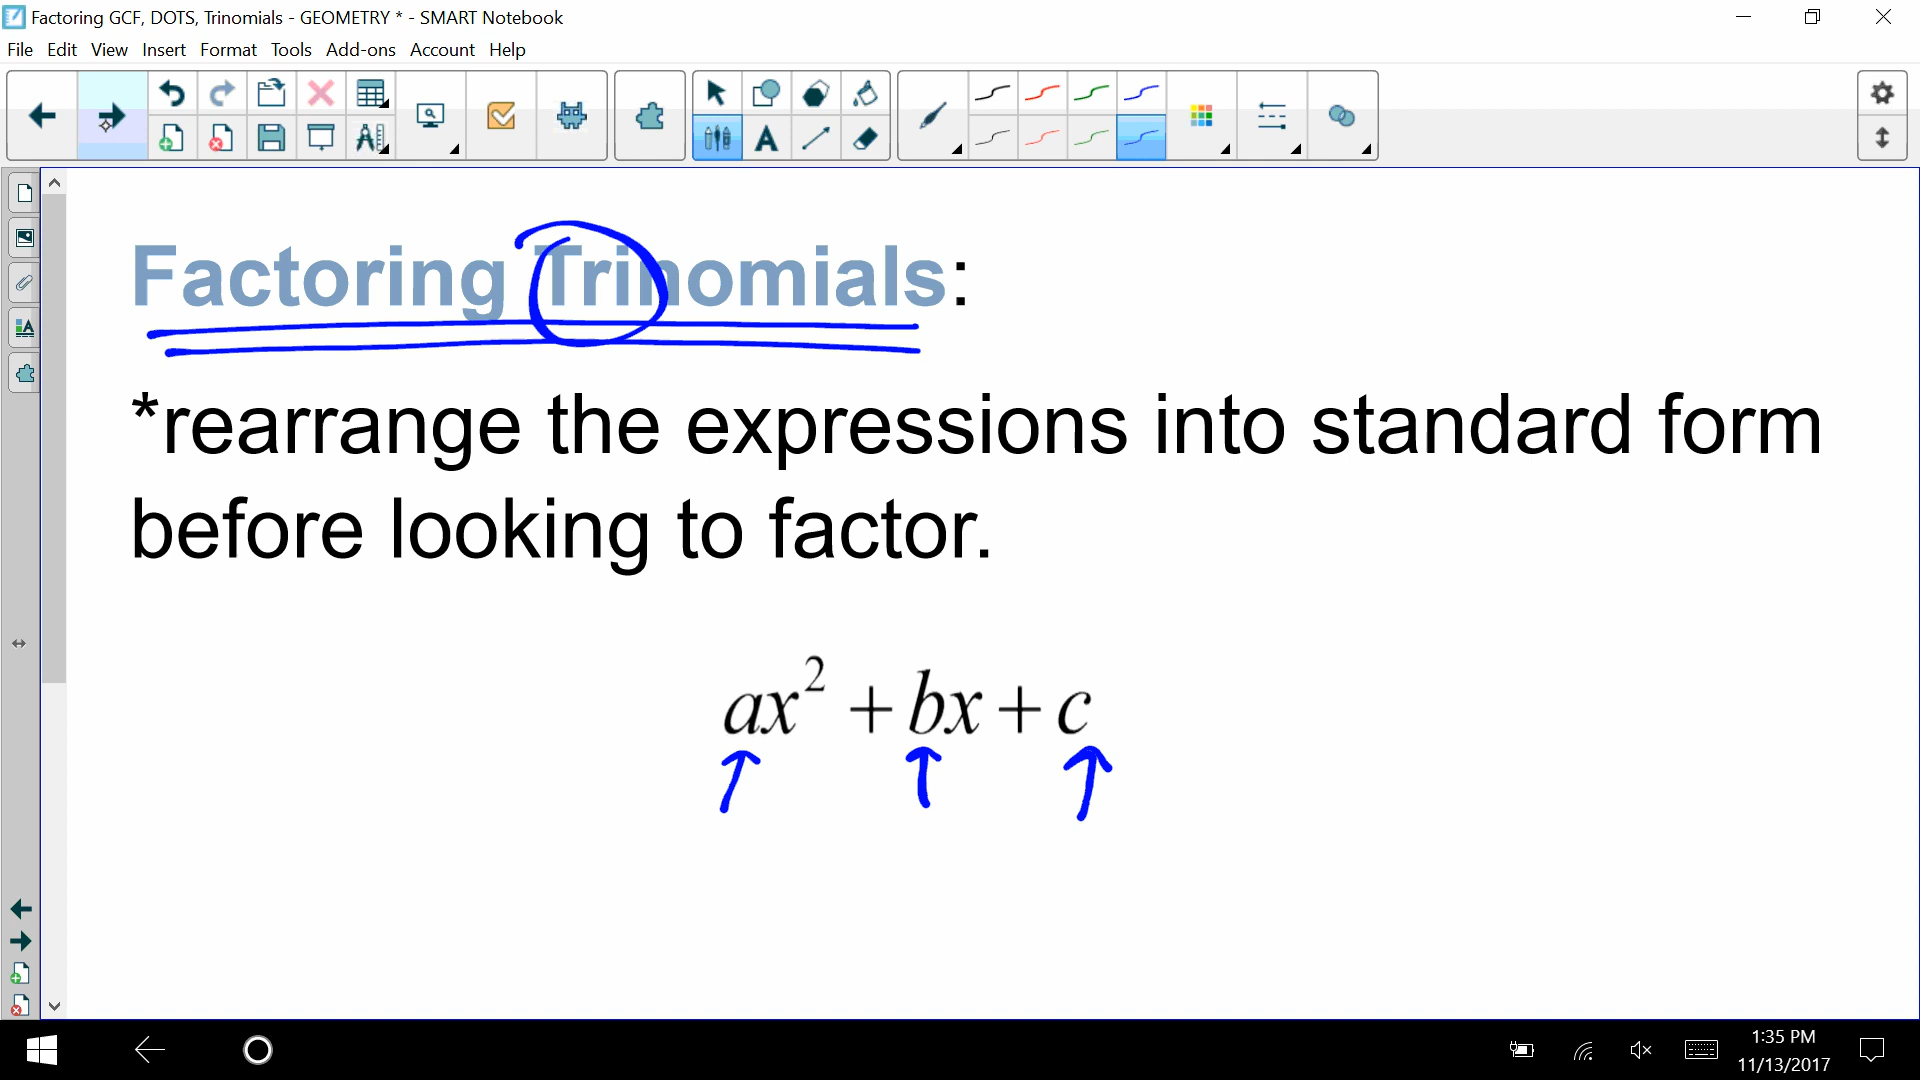 Factoring GCF, DOTS, Trinomials - GEOMETRY * - SMART Notebook
File Edit View Insert Format Tools Add-ons Account Help
Factoring Trinomials:
*rearrange the expressions into standard form
before looking to factor.
ax² + bx + c
1:35 PM
11/13/2017